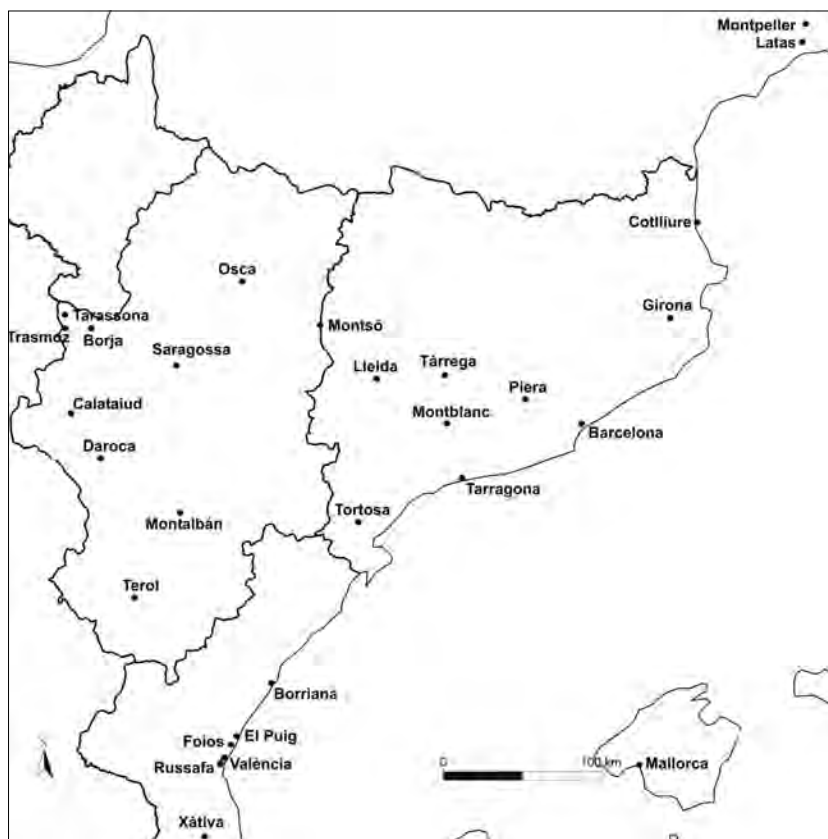 Montpeller
Latas
Cotlliure
Osca
Girona
Tarassona
Trasmoz
Borja
Montsó
Saragossa
Lleida
Tàrrega
Piera
Calataiud
Montblanc
Barcelona
Daroca
Tarragona
Montalbán
Tortosa
Terol
Borriana
El Puig
Foios
València
Russafa
0
100 km
Mallorca
Xàtiva